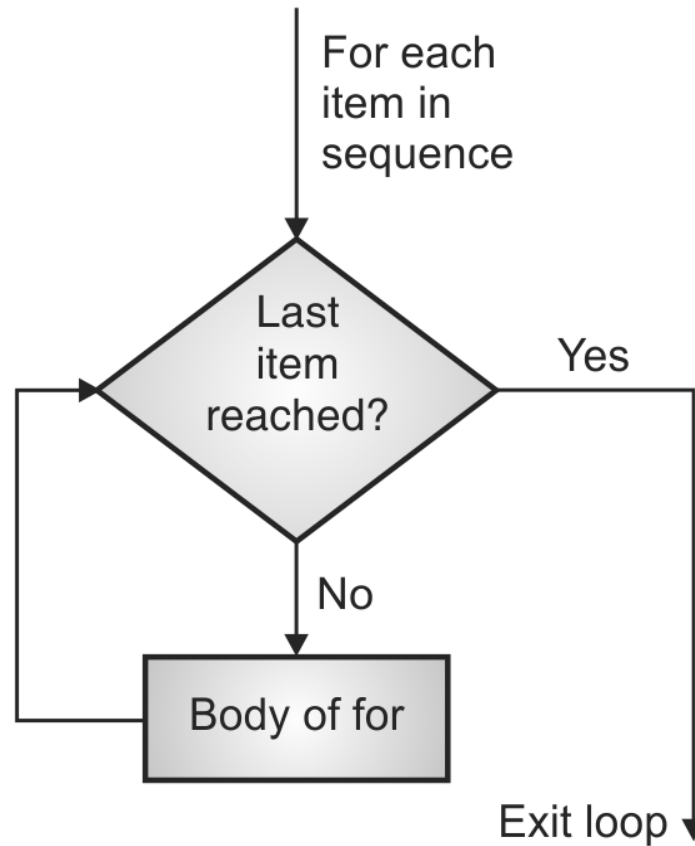 For each
item in
sequence
Last
item
reached?
Yes
No
Body of for
Exit loop